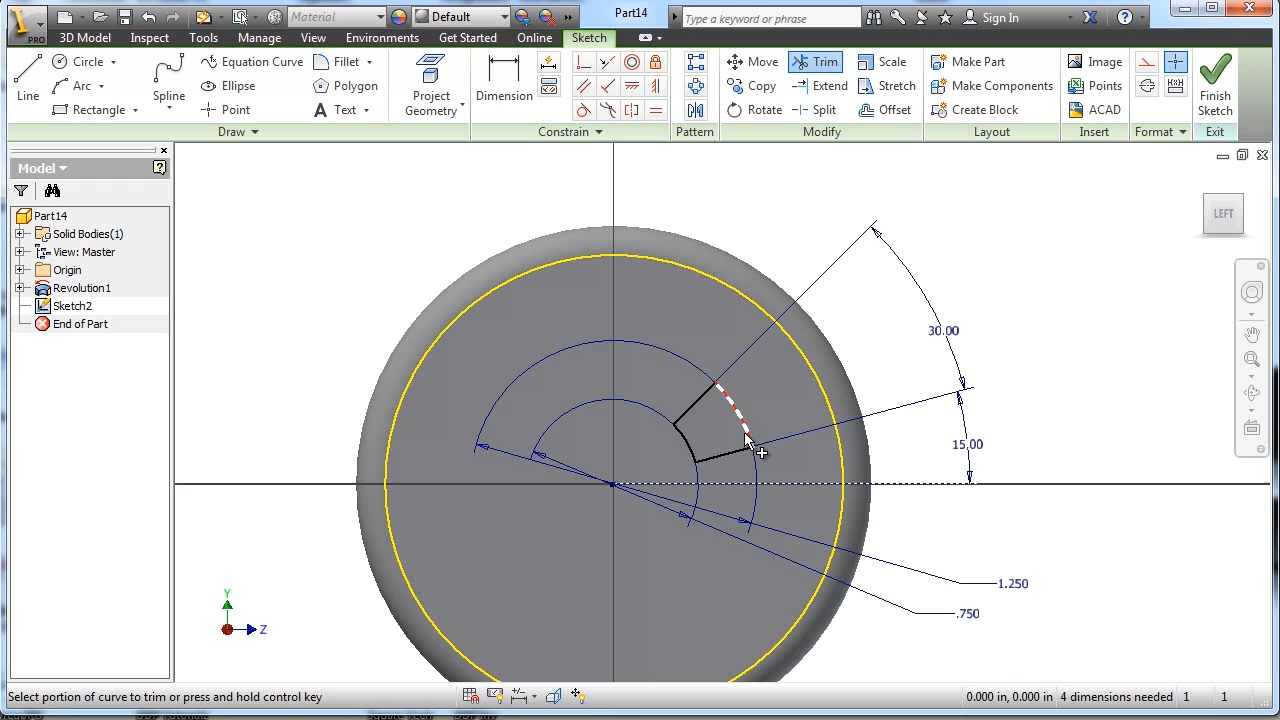 Part14
Material
Default
Type a keyword or phrase
Sign In
PRO
3D Model
Inspect
Tools
Manage
View
Environments
Get Started
Online
Sketch
Line
Circle
Arc
Rectangle
Spline
Equation Curve
Ellipse
Point
Fillet
Polygon
Text
Project Geometry
Dimension
Move
Copy
Rotate
Trim
Extend
Split
Scale
Stretch
Offset
Make Part
Make Components
Create Block
Image
Points
ACAD
Finish Sketch
Draw
Constrain
Pattern
Modify
Layout
Insert
Format
Exit
Model
Part14
Solid Bodies(1)
View: Master
Origin
Revolution1
Sketch2
End of Part
LEFT
30.00
15.00
1.250
.750
Y
Z
Select portion of curve to trim or press and hold control key
0.000 in, 0.000 in
4 dimensions needed
1
1